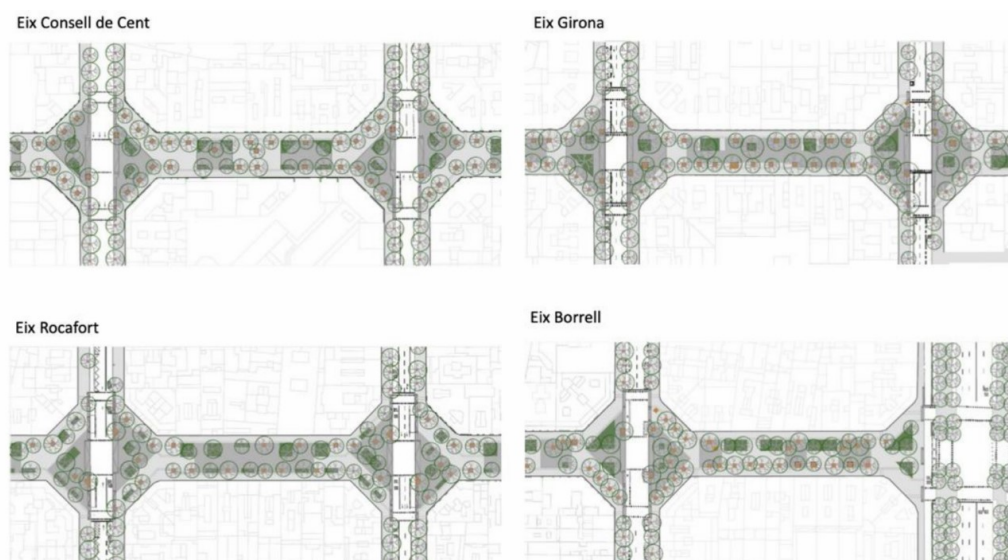 Eix Consell de Cent
Eix Girona
Eix Rocafort
Eix Borrell